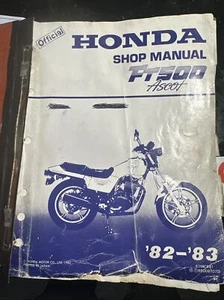 Official
HONDA
SHOP MANUAL
FT500
Ascot
'82-'83